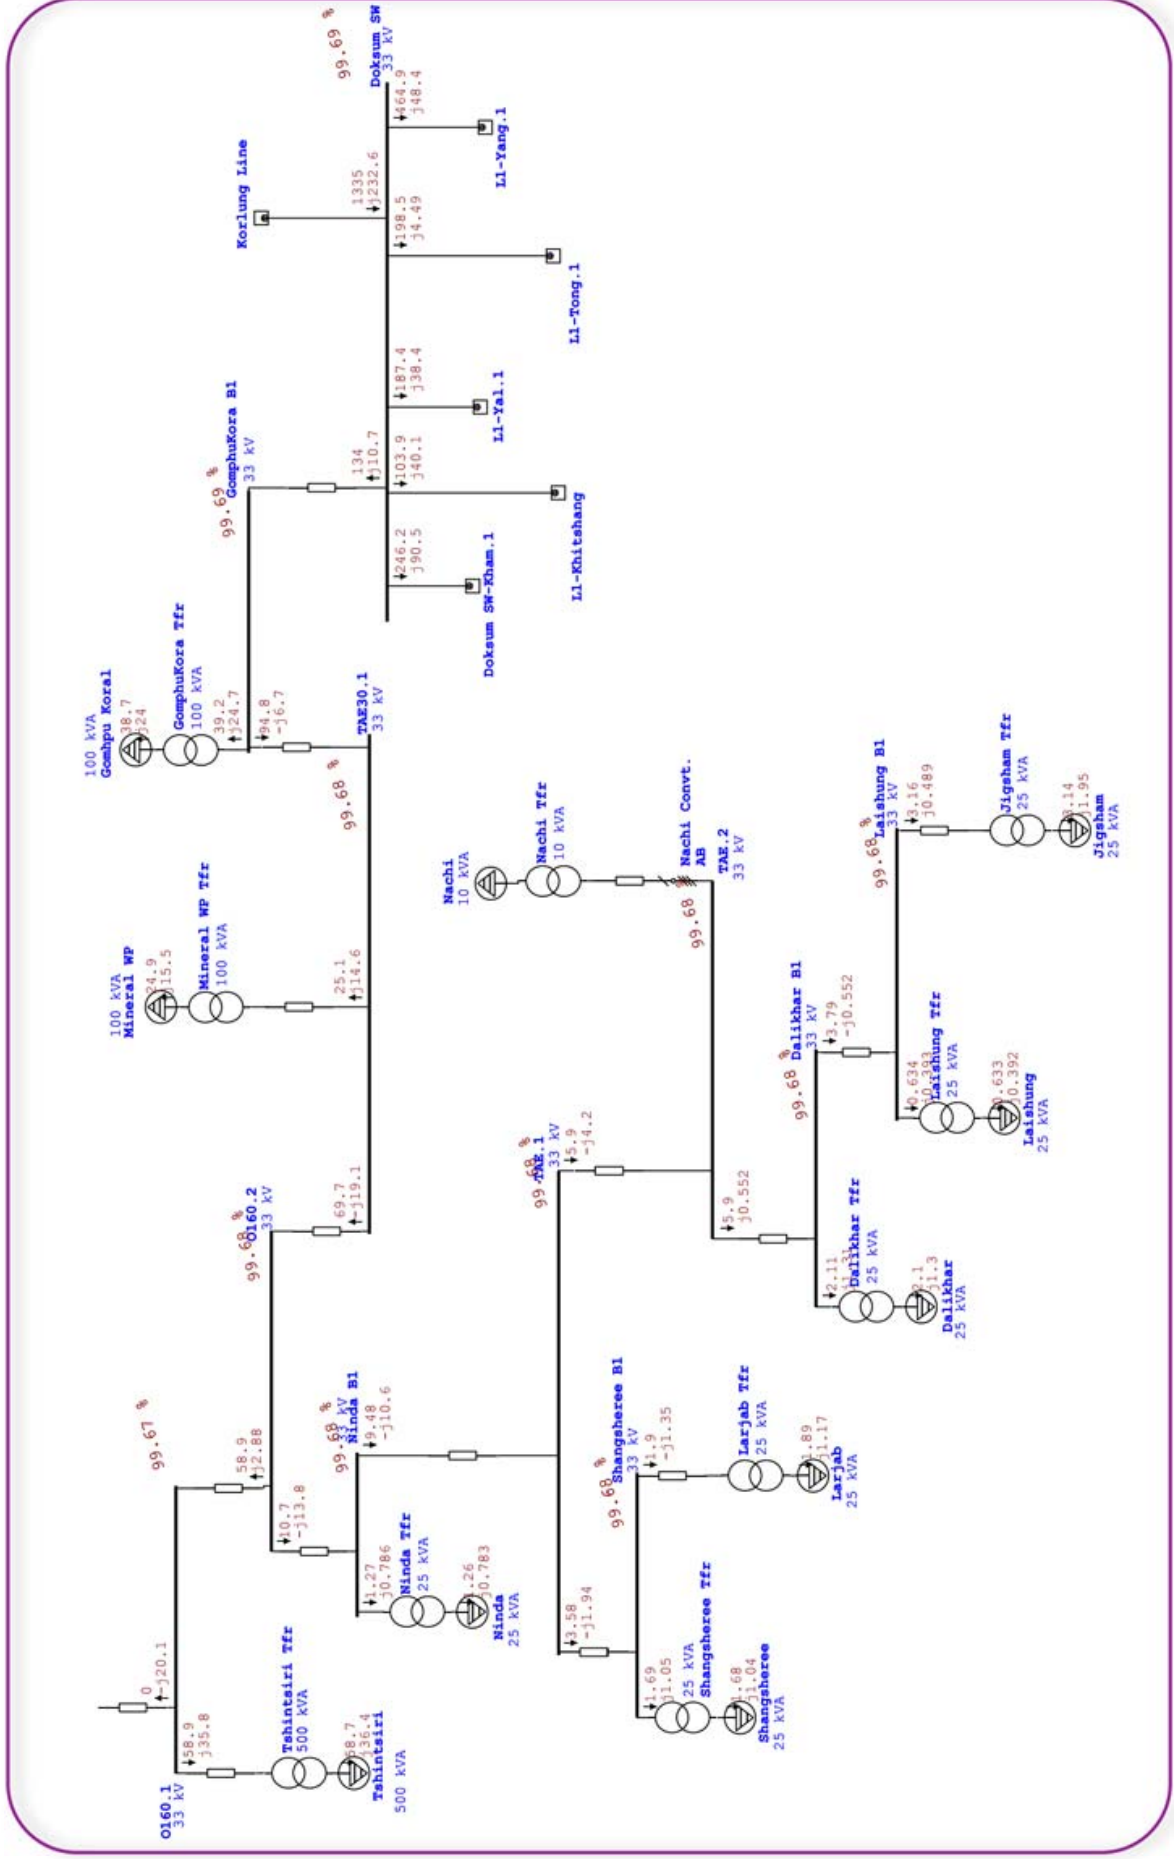 99.69 %
Doksum SW
33 kV
464.9
j48.4
L1-Yang.1
Korlung Line
1335
j232.6
198.5
j4.49
L1-Tong.1
187.4
j38.4
L1-Yal.1
GomphuKora B1
33 kV
99.69 %
134
j10.7
103.9
j40.1
L1-Khitshang
246.2
j90.5
Doksum SW-Kham.1
100 kVA
Gomhpu Kora1
38.7
j24
GomphuKora Tfr
100 kVA
39.2
j24.7
94.8
-j6.7
TAE30.1
33 kV
99.68 %
100 kVA
Mineral WP
24.9
j15.5
Mineral WP Tfr
100 kVA
25.1
j14.6
69.7
-j19.1
O160.2
33 kV
99.68 %
99.67 %
58.9
j2.88
10.7
-j13.8
0
-j20.1
58.9
j35.8
O160.1
33 kV
Tshintsiri Tfr
500 kVA
58.7
j36.4
Tshintsiri
500 kVA
Ninda B1
33 kV
99.68 %
9.48
-j10.6
1.27
j0.786
Ninda Tfr
25 kVA
1.26
j0.783
Ninda
25 kVA
TAE.1
33 kV
99.68 %
5.9
-j4.2
3.58
-j1.94
Shangsheree B1
33 kV
99.68 %
1.9
-j1.35
Larjab Tfr
25 kVA
1.89
j1.17
Larjab
25 kVA
1.69
j1.05
25 kVA
Shangsheree Tfr
1.68
j1.04
Shangsheree
25 kVA
Nachi
10 kVA
Nachi Tfr
10 kVA
Nachi Convt.
AB
TAE.2
33 kV
99.68 %
5.9
j0.552
Dalikhar B1
33 kV
99.68 %
3.79
-j0.552
2.11
Dalikhar Tfr
25 kVA
2.1
j1.3
Dalikhar
25 kVA
Laishung B1
33 kV
99.68 %
3.16
j0.489
Jigsham Tfr
25 kVA
3.14
j1.95
Jigsham
25 kVA
0.634
j0.393
Laishung Tfr
25 kVA
0.633
j0.392
Laishung
25 kVA